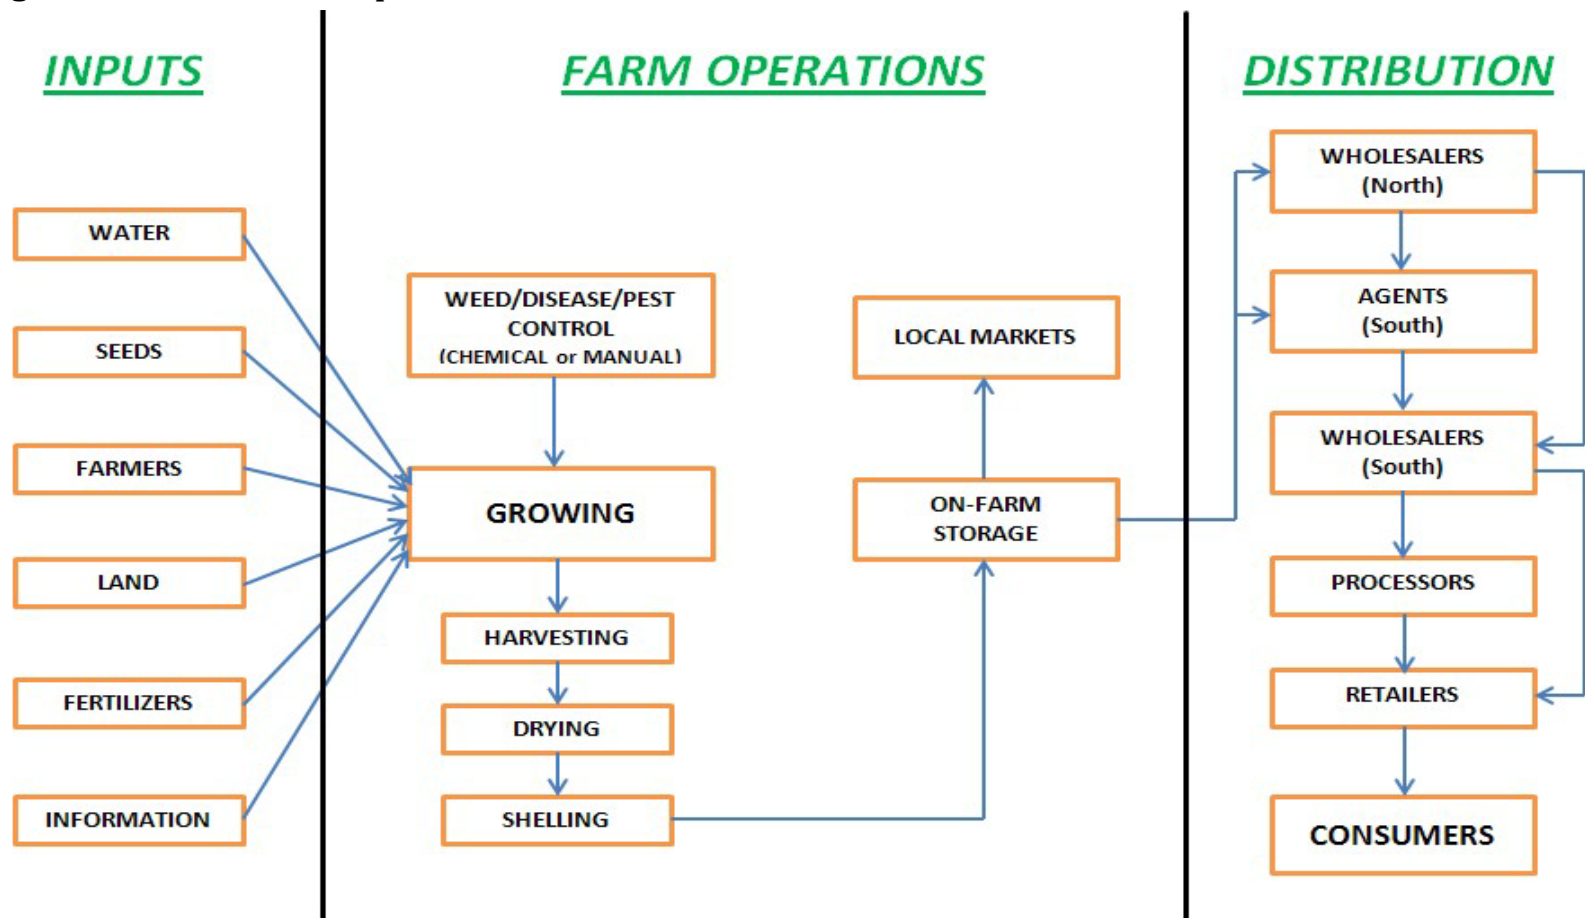 INPUTS
FARM OPERATIONS
DISTRIBUTION
WATER
SEEDS
FARMERS
LAND
FERTILIZERS
INFORMATION
WEED/DISEASE/PEST
CONTROL
(CHEMICAL or MANUAL)
GROWING
HARVESTING
DRYING
SHELLING
LOCAL MARKETS
ON-FARM
STORAGE
WHOLESALERS
(North)
AGENTS
(South)
WHOLESALERS
(South)
PROCESSORS
RETAILERS
CONSUMERS